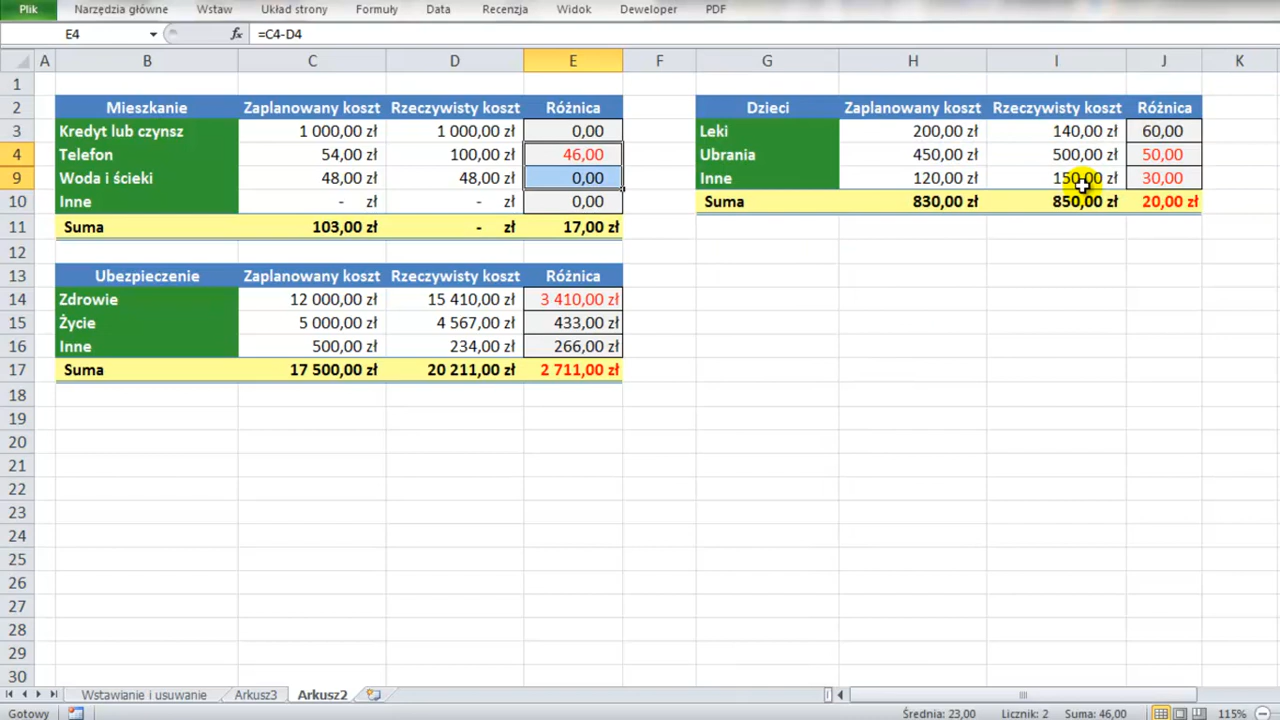 Plik Narzędzia główne Wstaw Układ strony Formuły Data Recenzja Widok Deweloper PDF
E4 fx =C4-D4
A B C D E F G H I J K
1
2 Mieszkanie Zaplanowany koszt Rzeczywisty koszt Różnica Dzieci Zaplanowany koszt Rzeczywisty koszt Różnica
3 Kredyt lub czynsz 1 000,00 zł 1 000,00 zł 0,00 Leki 200,00 zł 140,00 zł 60,00
4 Telefon 54,00 zł 100,00 zł 46,00 Ubrania 450,00 zł 500,00 zł 50,00
9 Woda i ścieki 48,00 zł 48,00 zł 0,00 Inne 120,00 zł 150,00 zł 30,00
10 Inne - zł - zł 0,00 Suma 830,00 zł 850,00 zł 20,00 zł
11 Suma 103,00 zł - zł 17,00 zł
12
13 Ubezpieczenie Zaplanowany koszt Rzeczywisty koszt Różnica
14 Zdrowie 12 000,00 zł 15 410,00 zł 3 410,00 zł
15 Życie 5 000,00 zł 4 567,00 zł 433,00 zł
16 Inne 500,00 zł 234,00 zł 266,00 zł
17 Suma 17 500,00 zł 20 211,00 zł 2 711,00 zł
18
19
20
21
22
23
24
25
26
27
28
29
30
Wstawianie i usuwanie Arkusz3 Arkusz2
Gotowy Średnia: 23,00 Licznik: 2 Suma: 46,00 115%